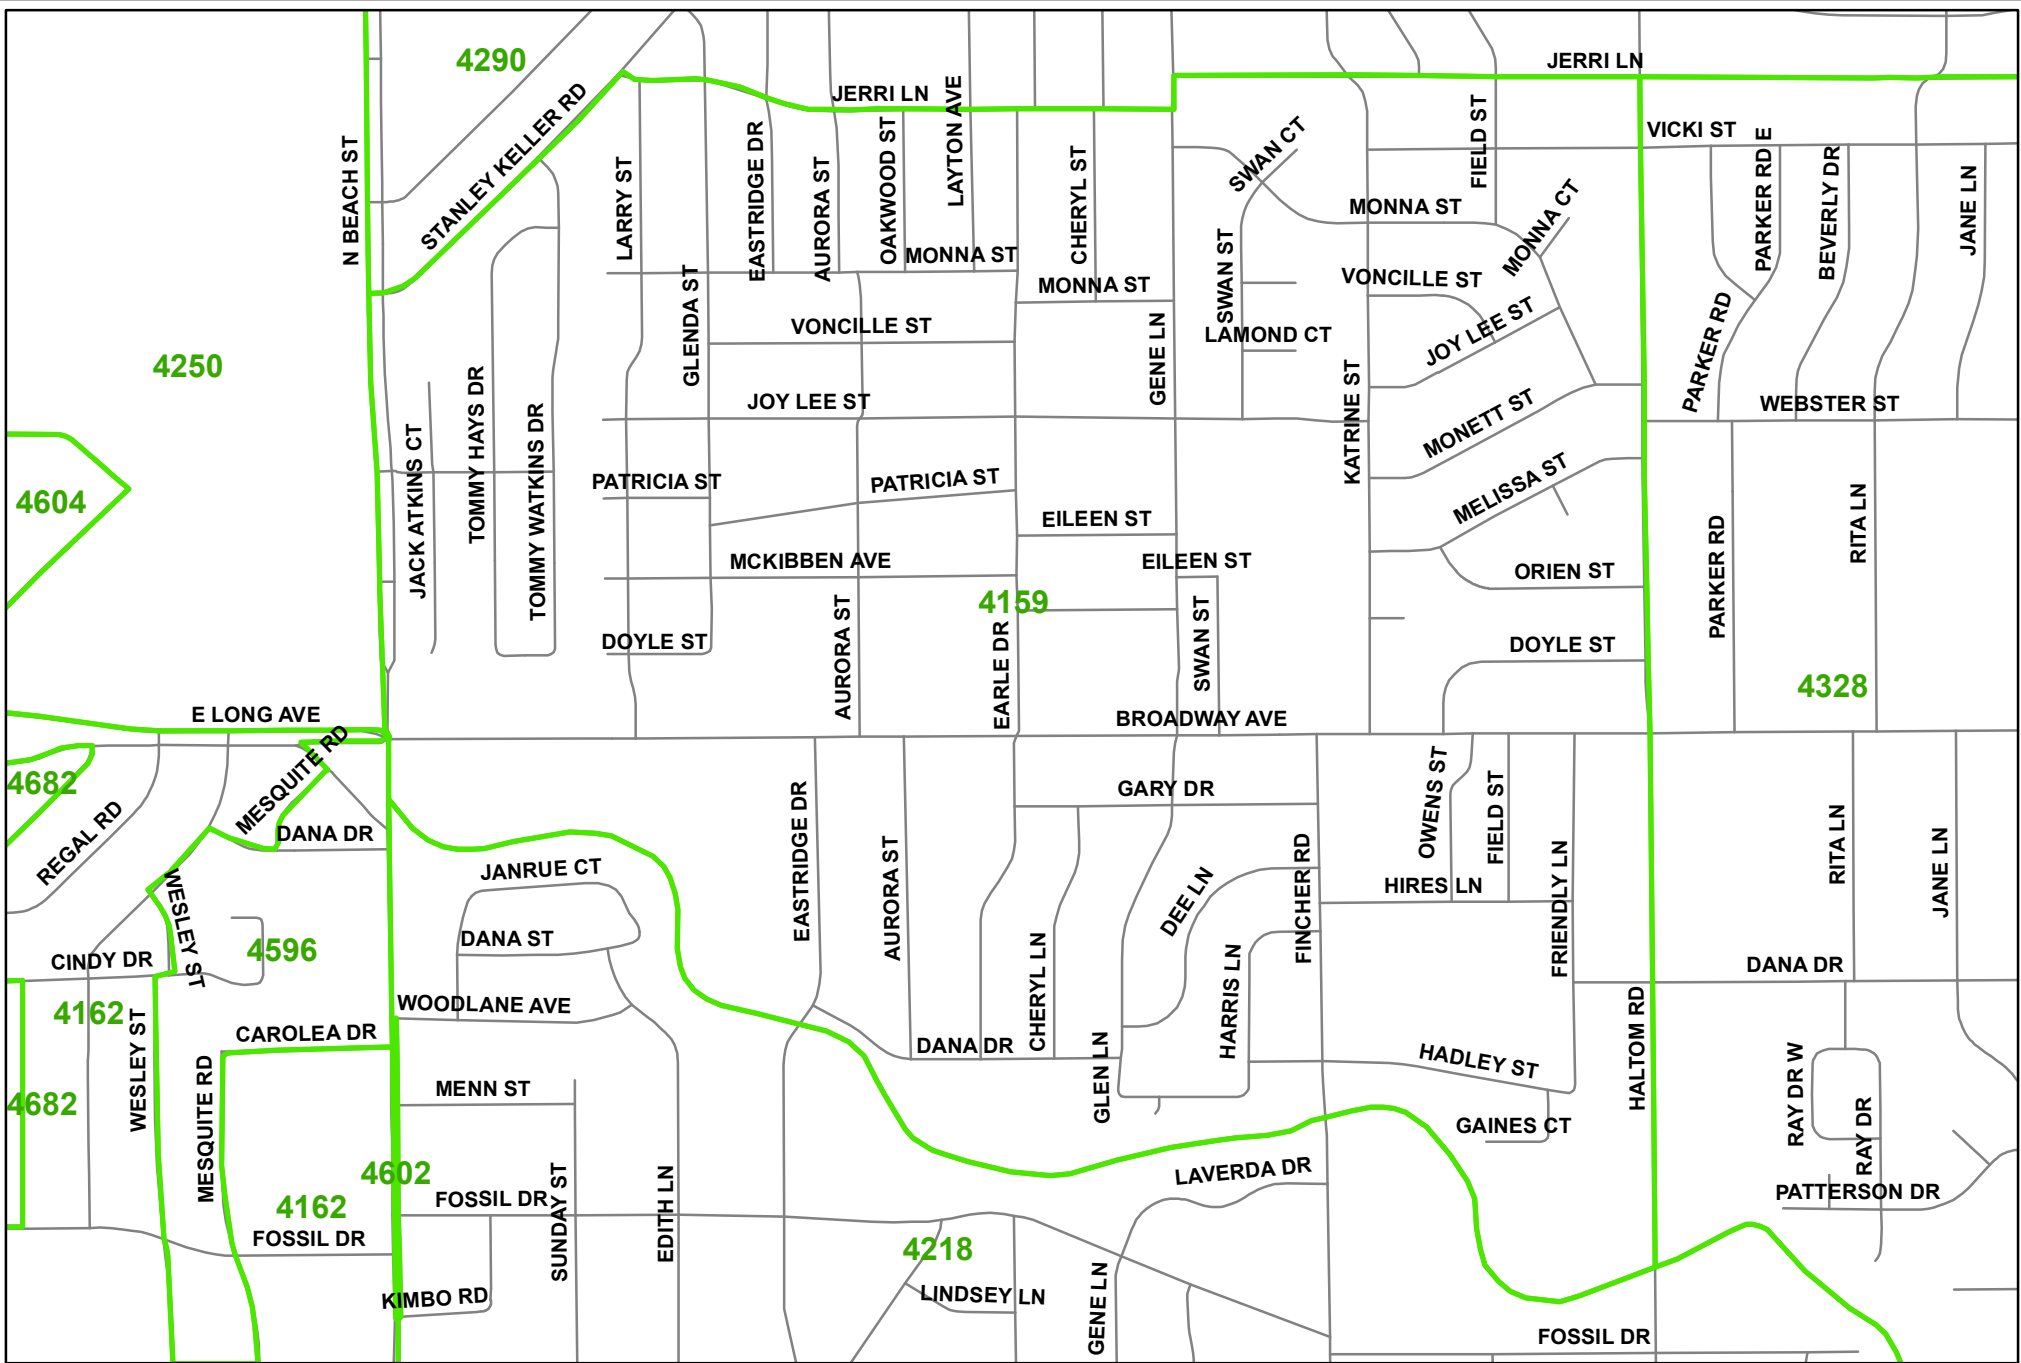 4290
JERRI LN
JERRI LN
STANLEY KELLER RD
N BEACH ST
LARRY ST
EASTRIDGE DR
AURORA ST
OAKWOOD ST
LAYTON AVE
CHERYL ST
SWAN CT
FIELD ST
VICKI ST
PARKER RD E
BEVERLY DR
JANE LN
MONNA ST
MONNA CT
MONNA ST
MONNA ST
SWAN ST
VONCILLE ST
GLENDA ST
VONCILLE ST
GENE LN
LAMOND CT
JOY LEE ST
PARKER RD
4250
TOMMY HAYS DR
TOMMY WATKINS DR
JACK ATKINS CT
JOY LEE ST
KATRINE ST
MONETT ST
WEBSTER ST
4604
PATRICIA ST
PATRICIA ST
MELISSA ST
EILEEN ST
PARKER RD
RITA LN
MCKIBBEN AVE
EILEEN ST
ORIEN ST
4159
DOYLE ST
AURORA ST
EARLE DR
SWAN ST
DOYLE ST
4328
E LONG AVE
BROADWAY AVE
MESQUITE RD
4682
REGAL RD
DANA DR
GARY DR
OWENS ST
FIELD ST
EASTRIDGE DR
AURORA ST
JANRUE CT
DEE LN
FINCHER RD
HIRES LN
FRIENDLY LN
RITA LN
JANE LN
WESLEY ST
4596
DANA ST
CINDY DR
CHERYL LN
HARRIS LN
DANA DR
4162
WESLEY ST
CAROLEA DR
WOODLANE AVE
DANA DR
GLEN LN
HADLEY ST
HALTOM RD
RAY DR W
RAY DR
4682
MESQUITE RD
MENN ST
GAINES CT
4602
4162
FOSSIL DR
SUNDAY ST
EDITH LN
LAVERDA DR
PATTERSON DR
FOSSIL DR
4218
KIMBO RD
LINDSEY LN
GENE LN
FOSSIL DR